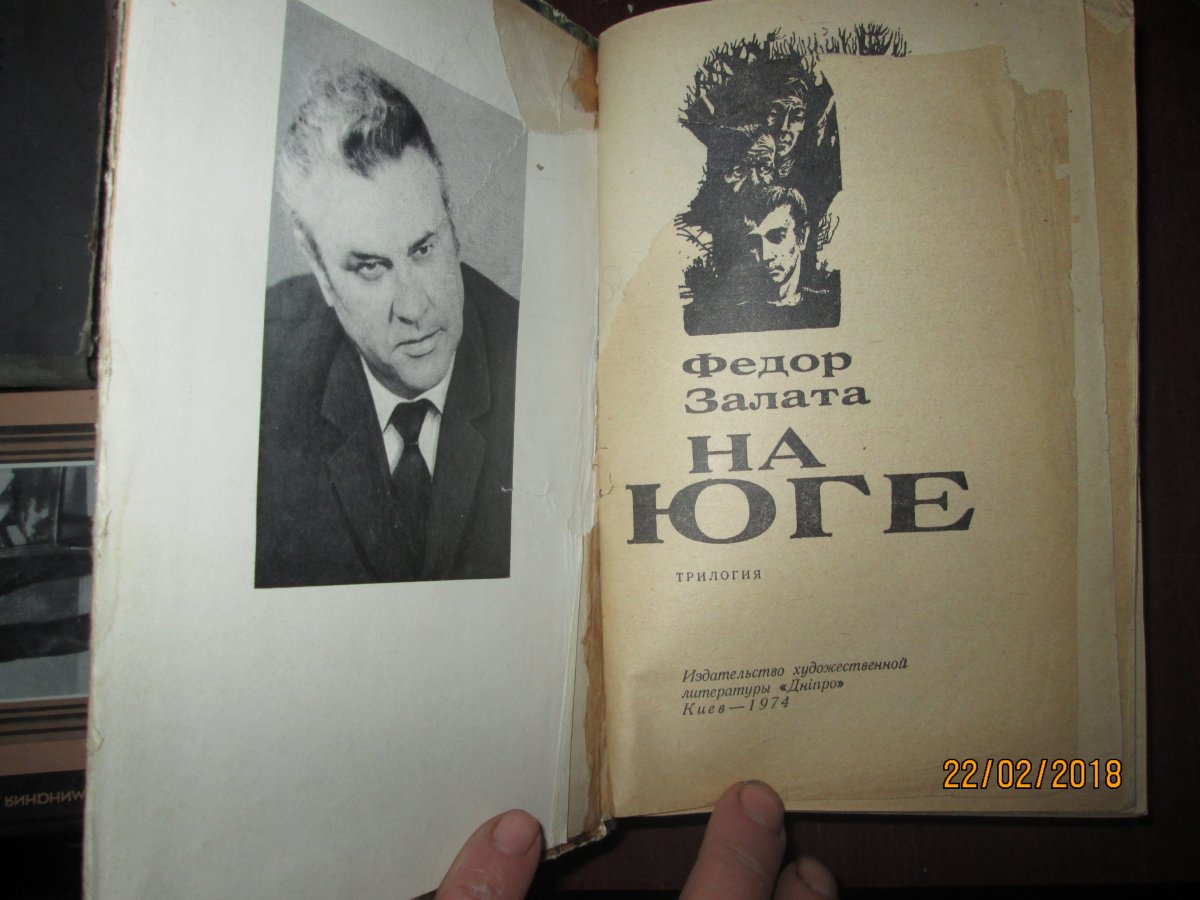 Федор
Залата
НА
ЮГЕ
ТРИЛОГИЯ
Издательство художественной
литературы «Дніпро»
Киев—1974
22/02/2018